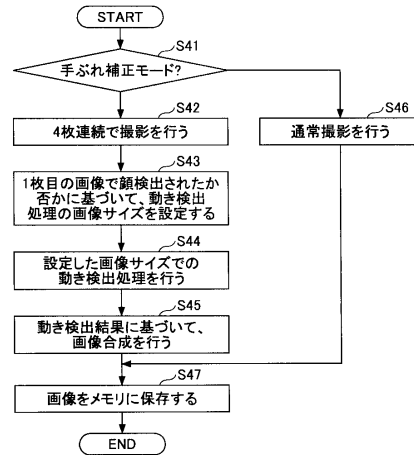 START
S41
手ぶれ補正モード?
S42
4枚連続で撮影を行う
S46
通常撮影を行う
S43
1枚目の画像で顔検出されたか
否かに基づいて、動き検出
処理の画像サイズを設定する
S44
設定した画像サイズでの
動き検出処理を行う
S45
動き検出結果に基づいて、
画像合成を行う
S47
画像をメモリに保存する
END